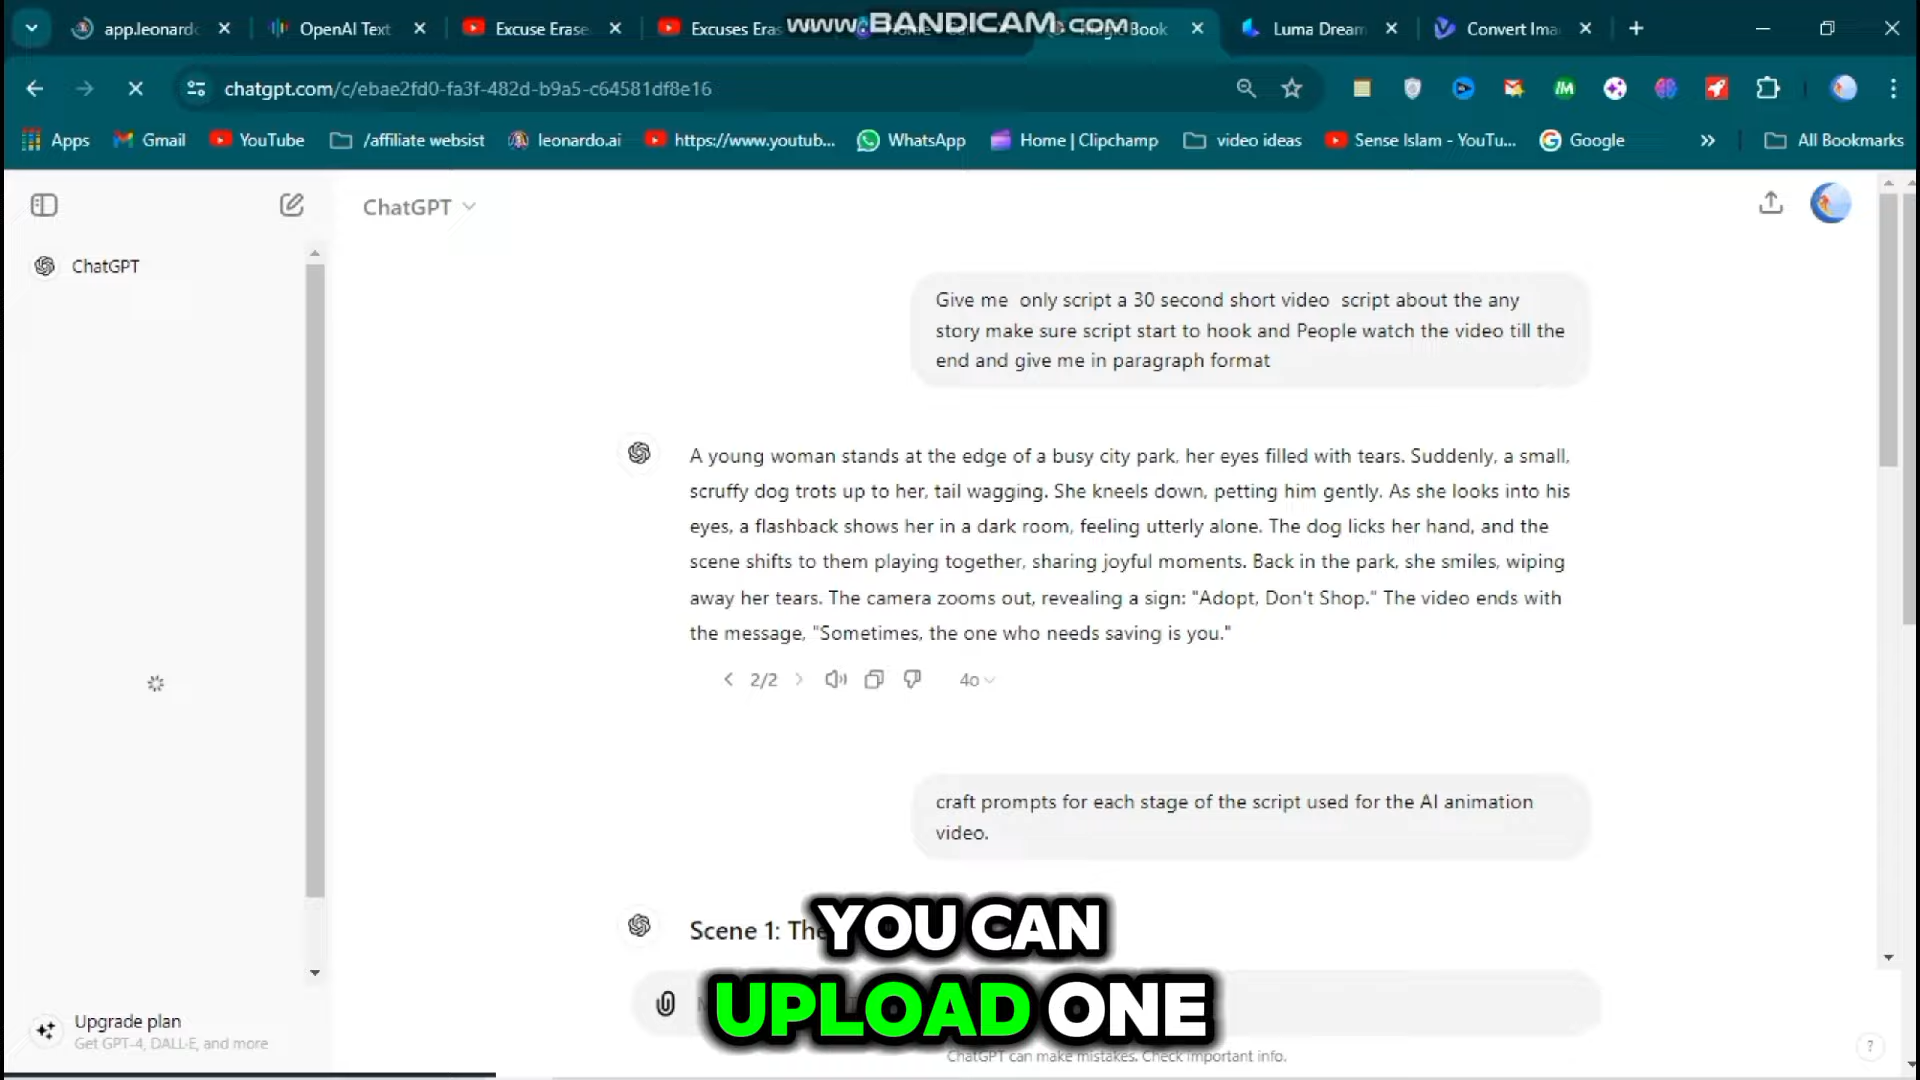 www.BANDICAM.com
app.leonardo
OpenAI Text
Excuse Erase
Excuses Eras
Book
Luma Dream
Convert Ima
chatgpt.com/c/ebae2fd0-fa3f-482d-b9a5-c64581df8e16
Apps
Gmail
YouTube
/affiliate websist
leonardo.ai
https://www.youtub...
WhatsApp
Home | Clipchamp
video ideas
Sense Islam - YouTu...
Google
All Bookmarks
ChatGPT
ChatGPT
Give me only script a 30 second short video script about the any
story make sure script start to hook and People watch the video till the
end and give me in paragraph format
A young woman stands at the edge of a busy city park, her eyes filled with tears. Suddenly, a small,
scruffy dog trots up to her, tail wagging. She kneels down, petting him gently. As she looks into his
eyes, a flashback shows her in a dark room, feeling utterly alone. The dog licks her hand, and the
scene shifts to them playing together, sharing joyful moments. Back in the park, she smiles, wiping
away her tears. The camera zooms out, revealing a sign: "Adopt, Don't Shop." The video ends with
the message, "Sometimes, the one who needs saving is you."
2/2
4o
craft prompts for each stage of the script used for the AI animation
video.
Scene 1: The
YOU CAN
UPLOAD ONE
Upgrade plan
Get GPT-4, DALL·E, and more
ChatGPT can make mistakes. Check important info.
?